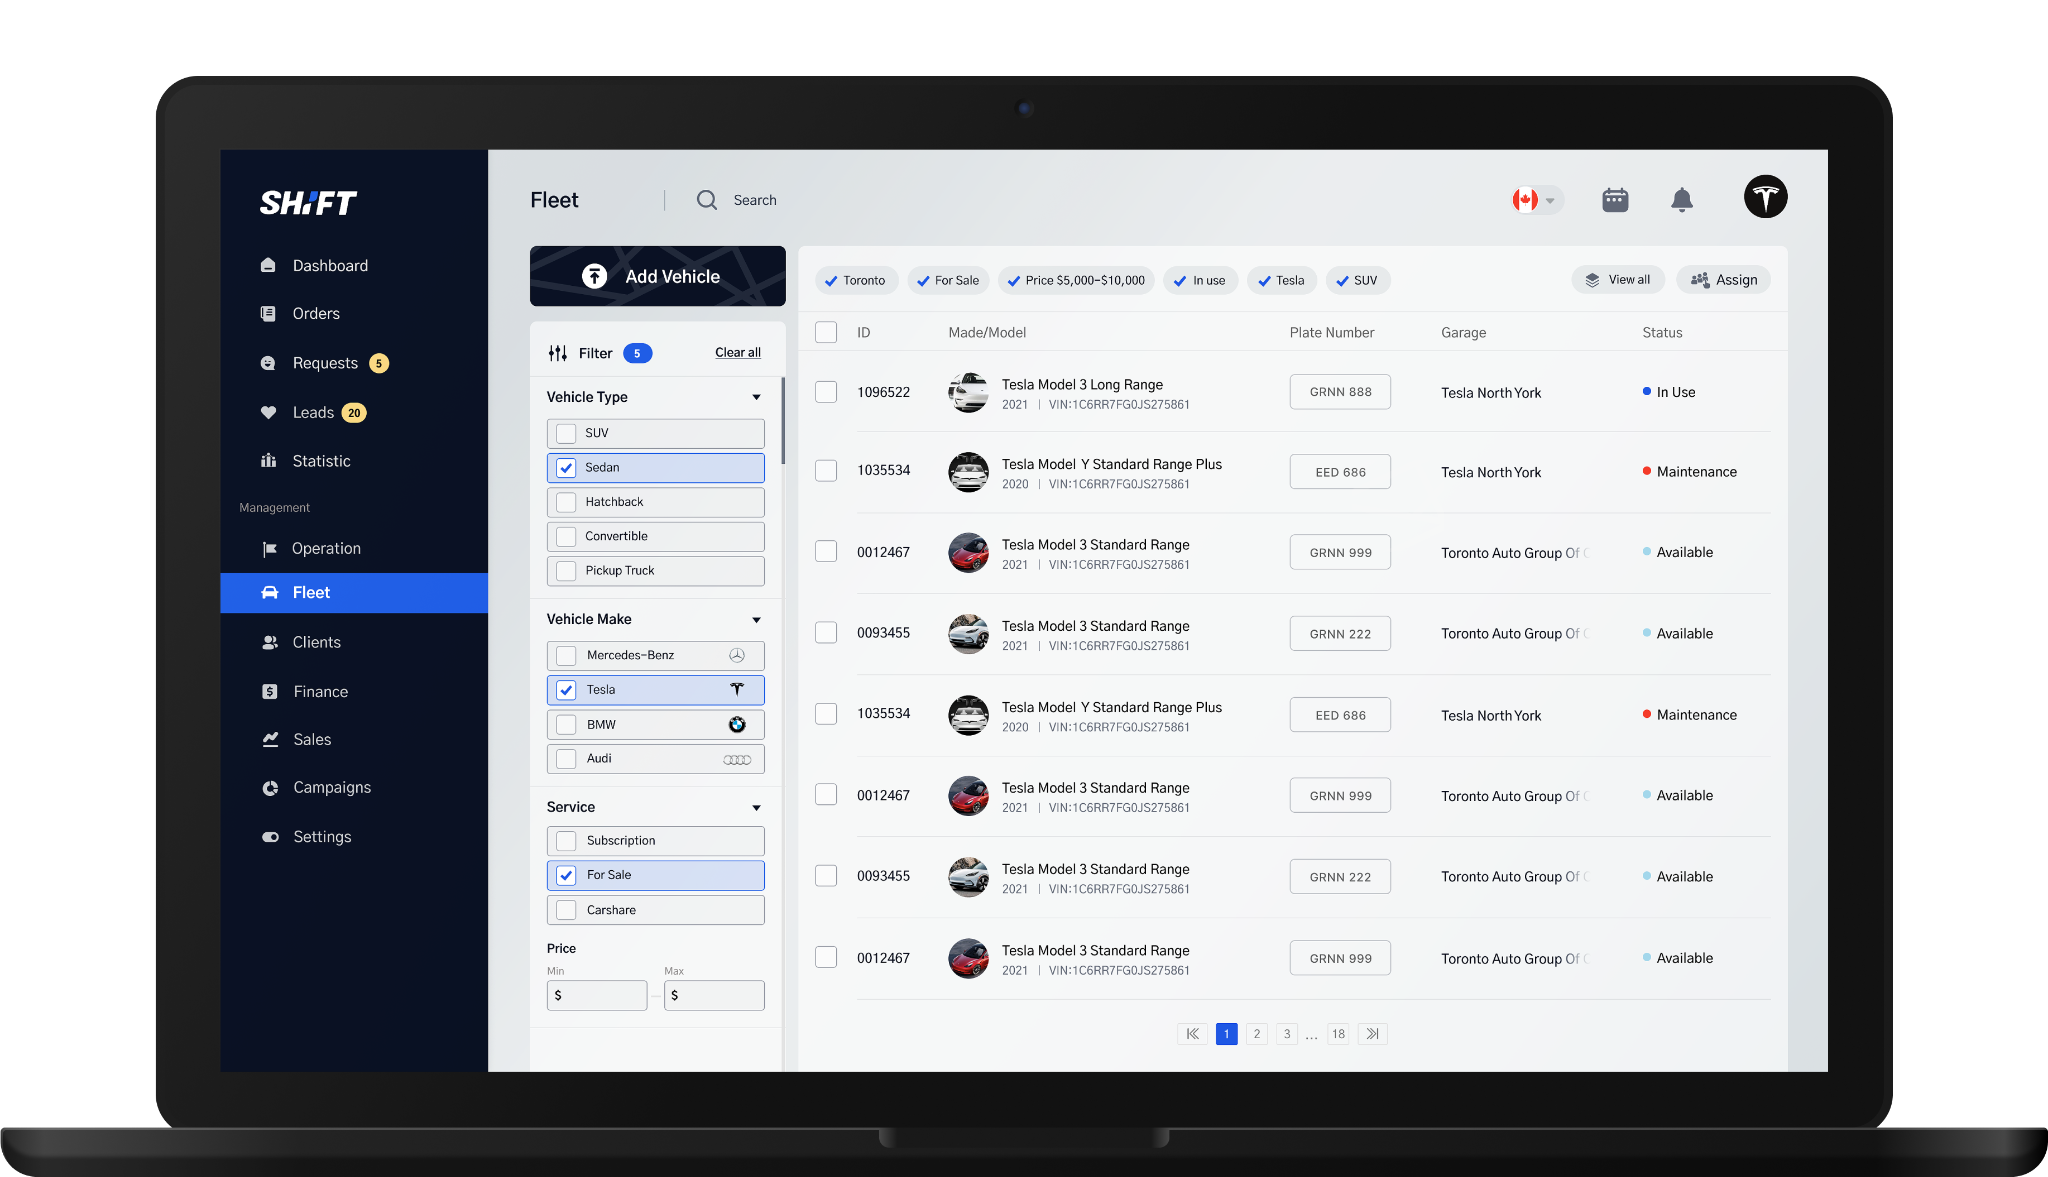 SHIFT
Dashboard
Orders
Requests 5
Leads 20
Statistic
Management
Operation
Fleet
Clients
Finance
Sales
Campaigns
Settings
Fleet
Search
Add Vehicle
Filter 5 Clear all
Vehicle Type
SUV
Sedan
Hatchback
Convertible
Pickup Truck
Vehicle Make
Mercedes-Benz
Tesla
BMW
Audi
Service
Subscription
For Sale
Carshare
Price
Min Max
$ – $
Toronto For Sale Price $5,000-$10,000 In use Tesla SUV View all Assign
ID Made/Model Plate Number Garage Status
1096522 Tesla Model 3 Long Range GRNN 888 Tesla North York In Use
2021 | VIN:1C6RR7FG0JS275861
1035534 Tesla Model Y Standard Range Plus EED 686 Tesla North York Maintenance
2020 | VIN:1C6RR7FG0JS275861
0012467 Tesla Model 3 Standard Range GRNN 999 Toronto Auto Group Of Available
2021 | VIN:1C6RR7FG0JS275861
0093455 Tesla Model 3 Standard Range GRNN 222 Toronto Auto Group Of Available
2021 | VIN:1C6RR7FG0JS275861
1035534 Tesla Model Y Standard Range Plus EED 686 Tesla North York Maintenance
2020 | VIN:1C6RR7FG0JS275861
0012467 Tesla Model 3 Standard Range GRNN 999 Toronto Auto Group Of Available
2021 | VIN:1C6RR7FG0JS275861
0093455 Tesla Model 3 Standard Range GRNN 222 Toronto Auto Group Of Available
2021 | VIN:1C6RR7FG0JS275861
0012467 Tesla Model 3 Standard Range GRNN 999 Toronto Auto Group Of Available
2021 | VIN:1C6RR7FG0JS275861
1 2 3 ... 18